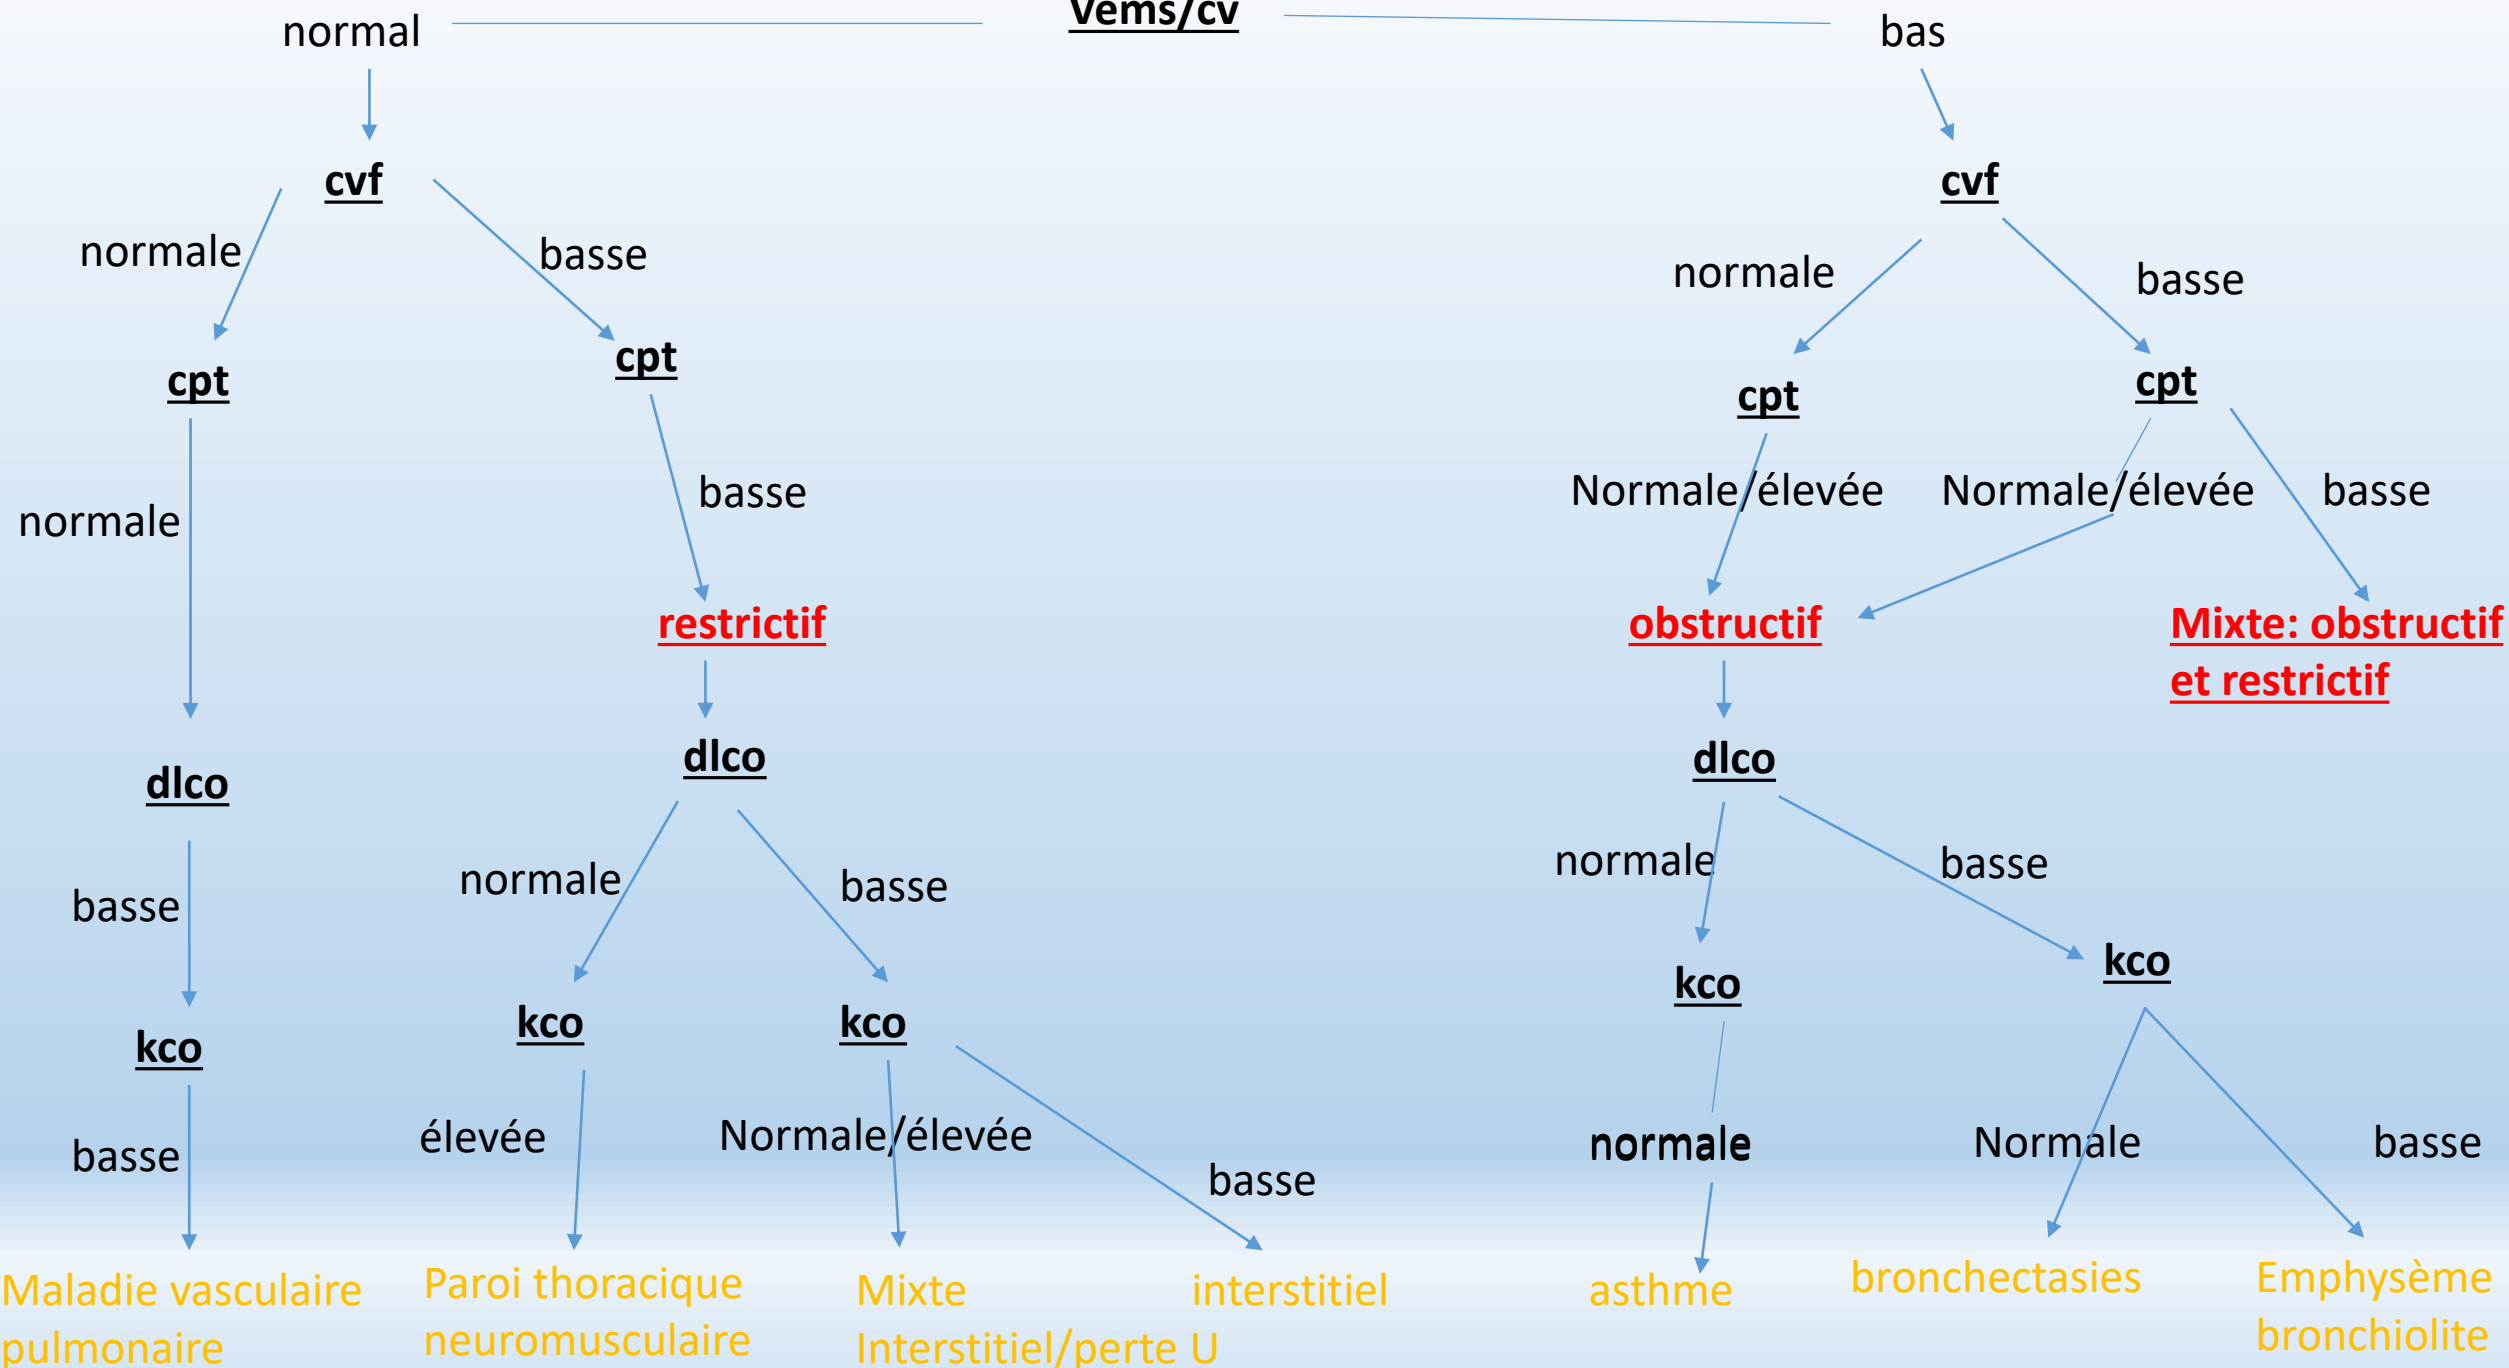 Vems/cv
normal
bas
cvf
cvf
normale
basse
normale
basse
cpt
cpt
cpt
cpt
normale
basse
Normale/élevée
Normale/élevée
basse
restrictif
obstructif
Mixte: obstructif
et restrictif
dlco
dlco
dlco
basse
normale
basse
normale
basse
kco
kco
kco
kco
kco
basse
élevée
Normale/élevée
basse
normale
Normale
basse
Maladie vasculaire
pulmonaire
Paroi thoracique
neuromusculaire
Mixte
Interstitiel/perte U
interstitiel
asthme
bronchectasies
Emphysème
bronchiolite